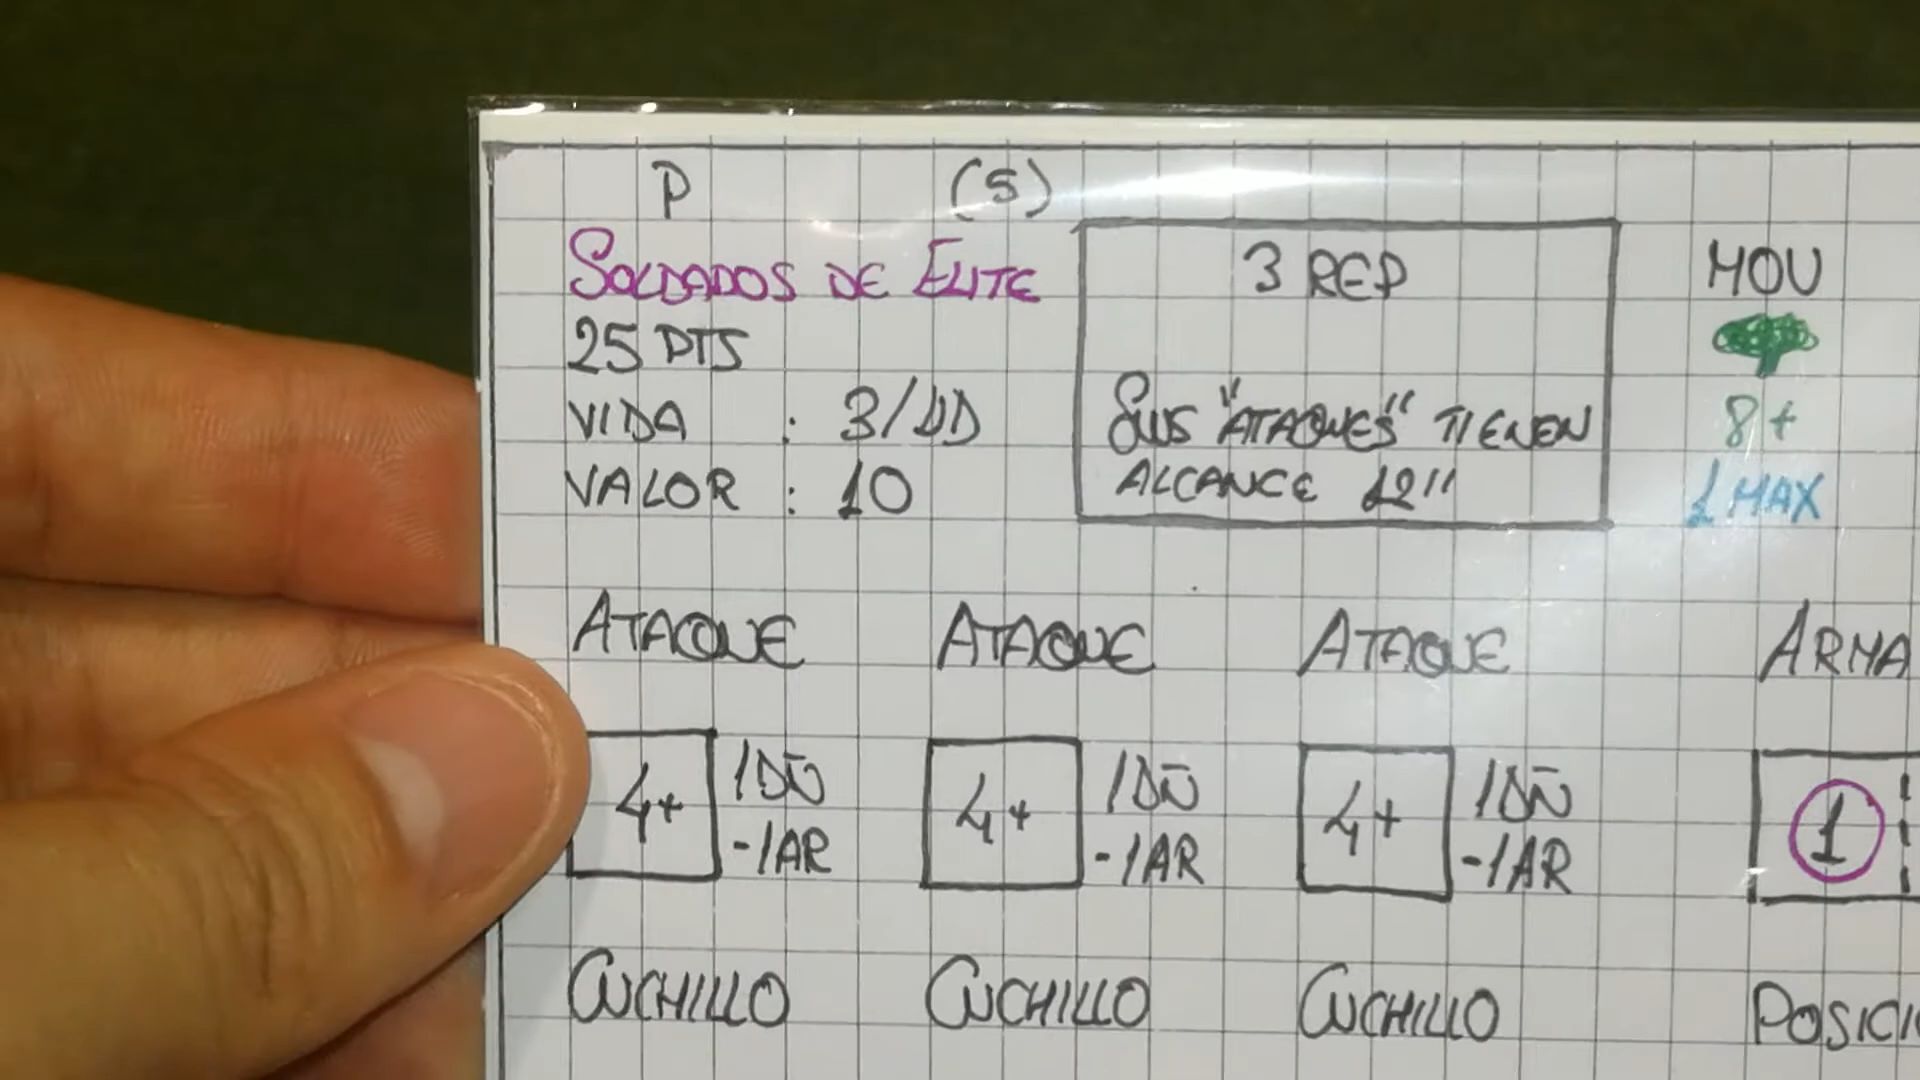 P (5)
SOLDADOS DE ELITE
25 PTS
VIDA : 3/UD
VALOR : 10
3 REP
SUS "ATAQUES" TIENEN
ALCANCE 12"
MOV
8+
1 MAX
ATAQUE ATAQUE ATAQUE ARMA
4+ 1DÑ 4+ 1DÑ 4+ 1DÑ 1
-1AR -1AR -1AR
CUCHILLO CUCHILLO CUCHILLO POSICI